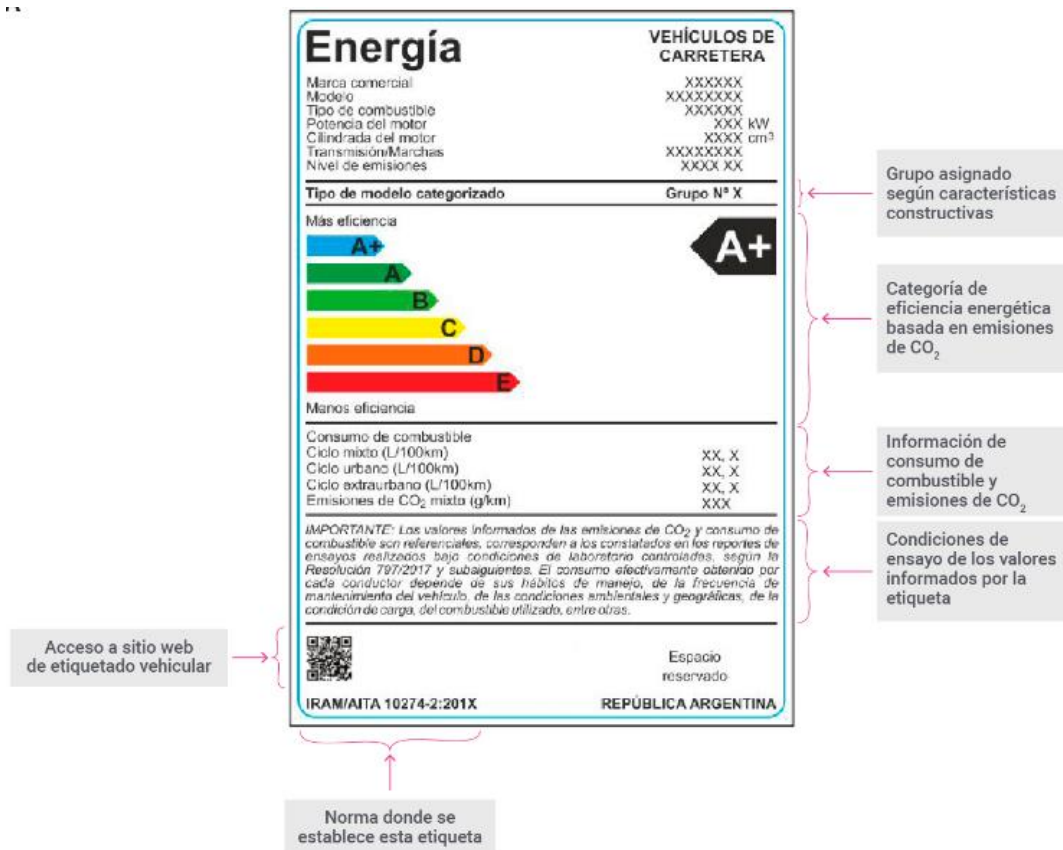 Energía
VEHÍCULOS DE
CARRETERA
Marca comercial XXXXXX
Modelo XXXXXXXX
Tipo de combustible XXXXXX
Potencia del motor XXX kW
Cilindrada del motor XXXX cm³
Transmisión/Marchas XXXXXXXX
Nivel de emisiones XXXX XX
Tipo de modelo categorizado Grupo Nº X
Grupo asignado
según características
constructivas
Más eficiencia
A+
A+
A
B
C
D
E
Menos eficiencia
Categoría de
eficiencia energética
basada en emisiones
de CO₂
Consumo de combustible
Ciclo mixto (L/100km) XX, X
Ciclo urbano (L/100km) XX, X
Ciclo extraurbano (L/100km) XX, X
Emisiones de CO₂ mixto (g/km) XXX
Información de
consumo de
combustible y
emisiones de CO₂
IMPORTANTE: Los valores informados de las emisiones de CO₂ y consumo de
combustible son referenciales, corresponden a los constatados en los reportes de
ensayos realizados bajo condiciones de laboratorio controladas, según la
Resolución 797/2017 y subsiguientes. El consumo efectivamente obtenido por
cada conductor depende de sus hábitos de manejo, de la frecuencia de
mantenimiento del vehículo, de las condiciones ambientales y geográficas, de la
condición de carga, del combustible utilizado, entre otras.
Condiciones de
ensayo de los valores
informados por la
etiqueta
Acceso a sitio web
de etiquetado vehicular
Espacio
reservado
IRAM/AITA 10274-2:201X REPÚBLICA ARGENTINA
Norma donde se
establece esta etiqueta